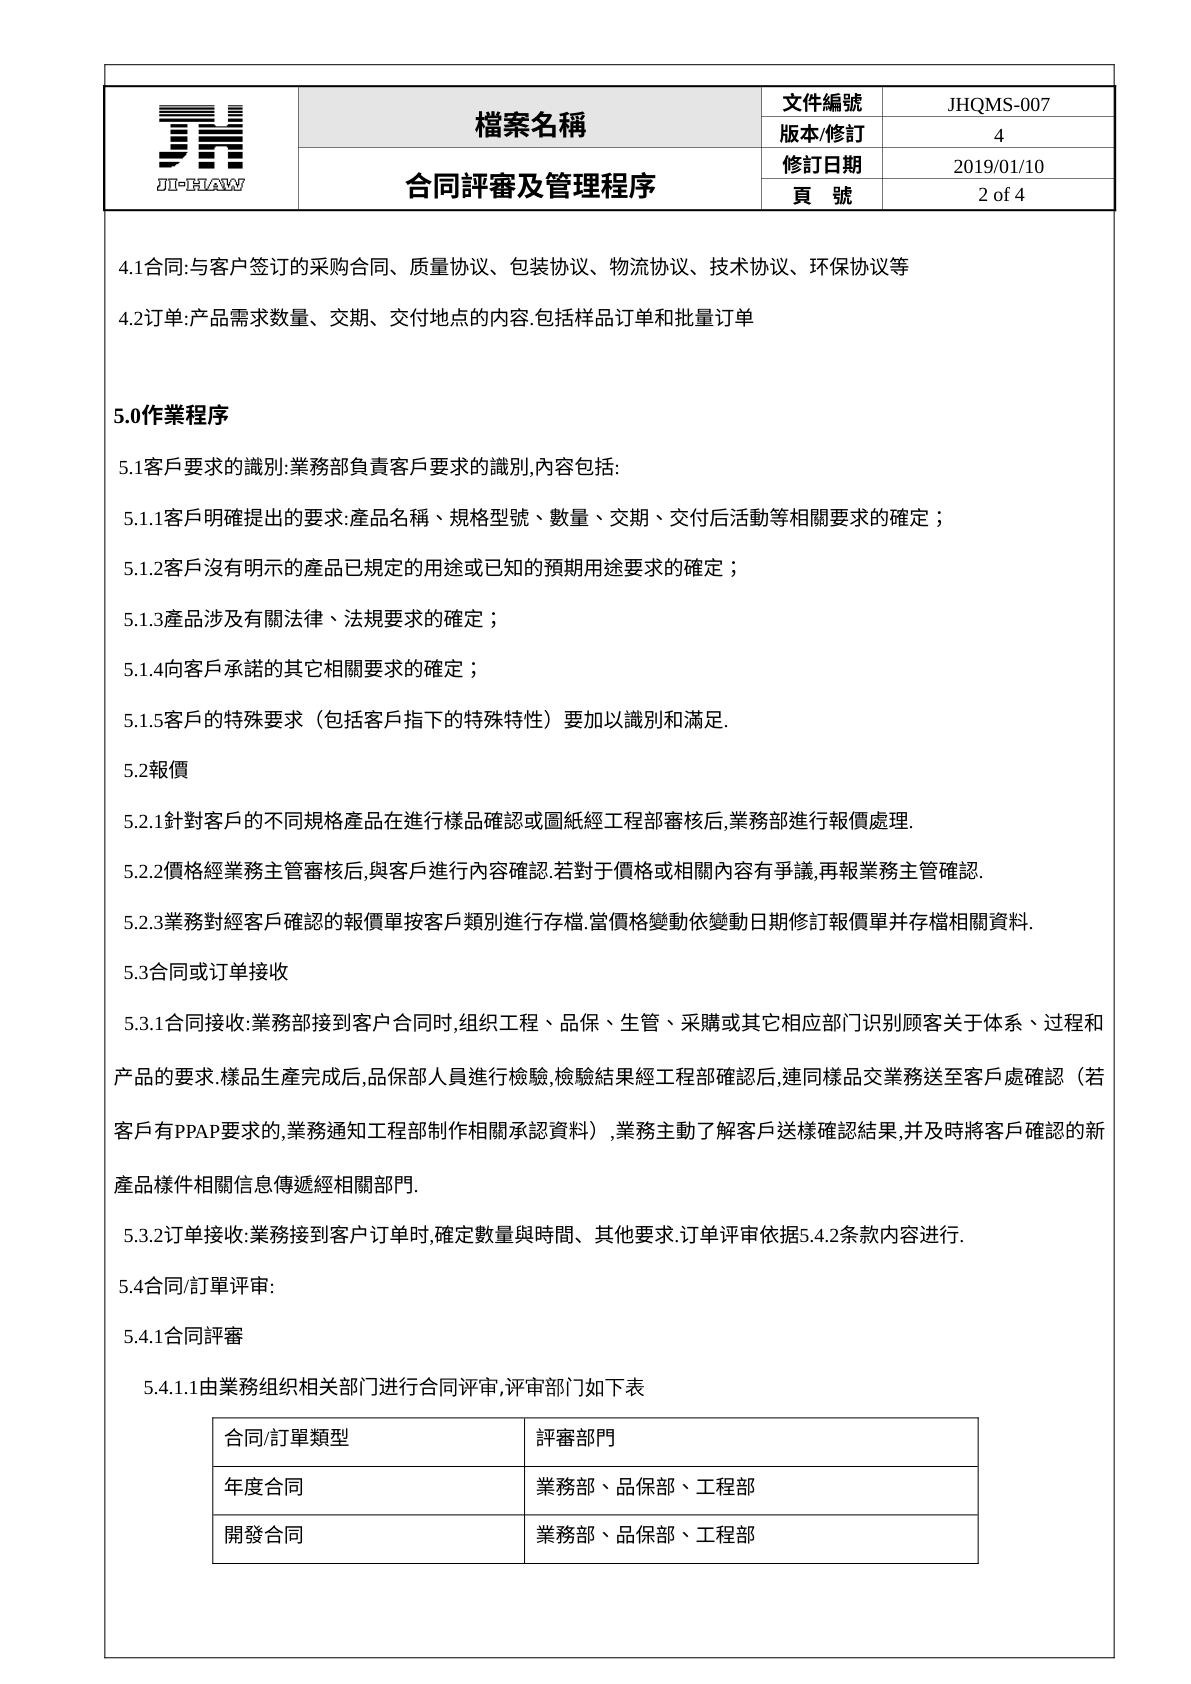 JH
JI-HAW
檔案名稱
合同評審及管理程序
文件編號
JHQMS-007
版本/修訂
4
修訂日期
2019/01/10
頁 號
2 of 4
4.1合同:与客户签订的采购合同、质量协议、包装协议、物流协议、技术协议、环保协议等
4.2订单:产品需求数量、交期、交付地点的内容.包括样品订单和批量订单
5.0作業程序
5.1客戶要求的識別:業務部負責客戶要求的識別,內容包括:
5.1.1客戶明確提出的要求:產品名稱、規格型號、數量、交期、交付后活動等相關要求的確定；
5.1.2客戶沒有明示的產品已規定的用途或已知的預期用途要求的確定；
5.1.3產品涉及有關法律、法規要求的確定；
5.1.4向客戶承諾的其它相關要求的確定；
5.1.5客戶的特殊要求（包括客戶指下的特殊特性）要加以識別和滿足.
5.2報價
5.2.1針對客戶的不同規格產品在進行樣品確認或圖紙經工程部審核后,業務部進行報價處理.
5.2.2價格經業務主管審核后,與客戶進行內容確認.若對于價格或相關內容有爭議,再報業務主管確認.
5.2.3業務對經客戶確認的報價單按客戶類別進行存檔.當價格變動依變動日期修訂報價單并存檔相關資料.
5.3合同或订单接收
5.3.1合同接收:業務部接到客户合同时,组织工程、品保、生管、采購或其它相应部门识别顾客关于体系、过程和
产品的要求.樣品生產完成后,品保部人員進行檢驗,檢驗結果經工程部確認后,連同樣品交業務送至客戶處確認（若
客戶有PPAP要求的,業務通知工程部制作相關承認資料）,業務主動了解客戶送樣確認結果,并及時將客戶確認的新
產品樣件相關信息傳遞經相關部門.
5.3.2订单接收:業務接到客户订单时,確定數量與時間、其他要求.订单评审依据5.4.2条款内容进行.
5.4合同/訂單评审:
5.4.1合同評審
5.4.1.1由業務组织相关部门进行合同评审,评审部门如下表
合同/訂單類型
評審部門
年度合同
業務部、品保部、工程部
開發合同
業務部、品保部、工程部